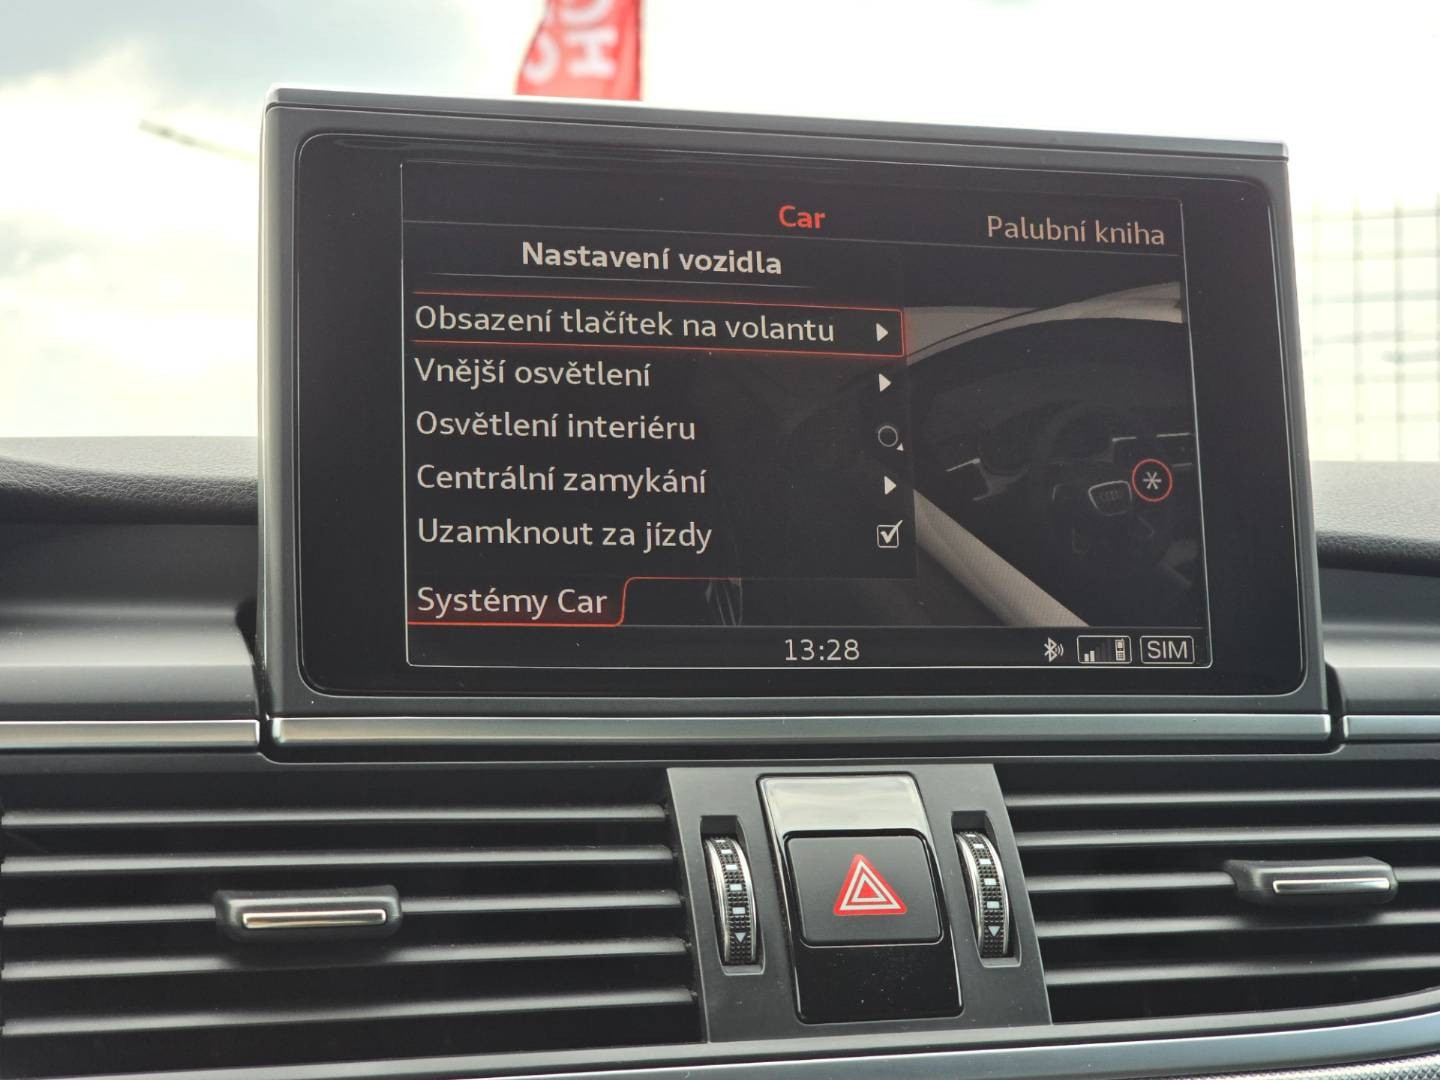 Car
Palubní kniha
Nastavení vozidla
Obsazení tlačítek na volantu
Vnější osvětlení
Osvětlení interiéru
Centrální zamykání
Uzamknout za jízdy
Systémy Car
13:28
SIM